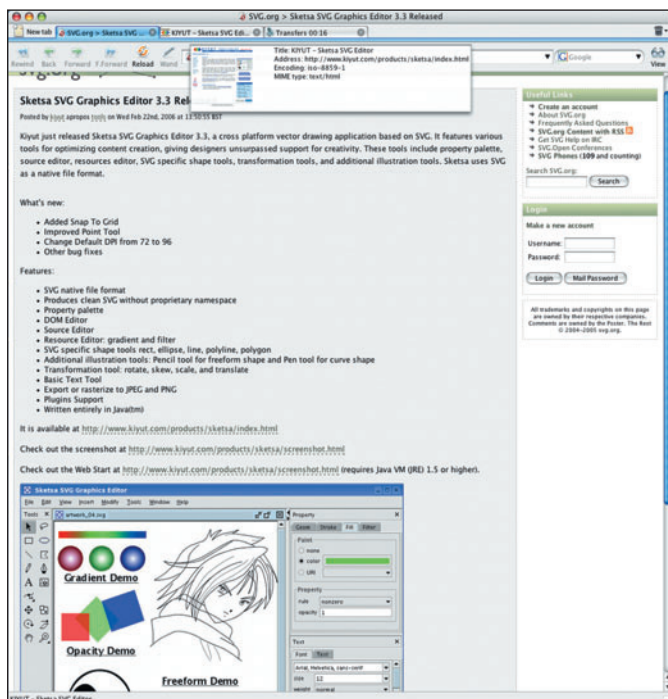 SVG.org > Sketsa SVG Graphics Editor 3.3 Released
New tab SVG.org > Sketsa SVG ... KIYUT - Sketsa SVG Edi... Transfers 00:16
Rewind Back Forward F.Forward Reload Wand Google View
Title: KIYUT - Sketsa SVG Editor
Address: http://www.kiyut.com/products/sketsa/index.html
Encoding: iso-8859-1
MIME type: text/html
svg.org
Sketsa SVG Graphics Editor 3.3 Rel
Posted by kiyut apropos tools on Wed Feb 22nd, 2006 at 12:50:55 BST
Kiyut just released Sketsa SVG Graphics Editor 3.3, a cross platform vector drawing application based on SVG. It features various
tools for optimizing content creation, giving designers unsurpassed support for creativity. These tools include property palette,
source editor, resources editor, SVG specific shape tools, transformation tools, and additional illustration tools. Sketsa uses SVG
as a native file format.
What's new:
• Added Snap To Grid
• Improved Point Tool
• Change Default DPI from 72 to 96
• Other bug fixes
Features:
• SVG native file format
• Produces clean SVG without proprietary namespace
• Property palette
• DOM Editor
• Source Editor
• Resource Editor: gradient and filter
• SVG specific shape tools rect, ellipse, line, polyline, polygon
• Additional illustration tools: Pencil tool for freeform shape and Pen tool for curve shape
• Transformation tool: rotate, skew, scale, and translate
• Basic Text Tool
• Export or rasterize to JPEG and PNG
• Plugins Support
• Written entirely in Java(tm)
It is available at http://www.kiyut.com/products/sketsa/index.html
Check out the screenshot at http://www.kiyut.com/products/sketsa/screenshot.html
Check out the Web Start at http://www.kiyut.com/products/sketsa/screenshot.html (requires Java VM (JRE) 1.5 or higher).
Useful Links
Create an account
About SVG.org
Frequently Asked Questions
SVG.org Content with RSS
Get SVG Help on IRC
SVG.Open Conferences
SVG Phones (109 and counting)
Search SVG.org:
Search
Login
Make a new account
Username:
Password:
Login Mail Password
All trademarks and copyrights on this page
are owned by their respective companies.
Comments are owned by the Poster. The Rest
© 2004-2005 svg.org.
Sketsa SVG Graphics Editor
File Edit View Insert Modify Tools Window Help
Tools artwork_04.svg Property
Geom Stroke Fill Filter
Paint
none
color
URI
Property
rule nonzero
opacity 1
Text
Font Text
Arial, Helvetica, sans-serif
size 12
weight normal
Gradient Demo
Opacity Demo
Freeform Demo
KIYUT - Sketsa SVG Editor